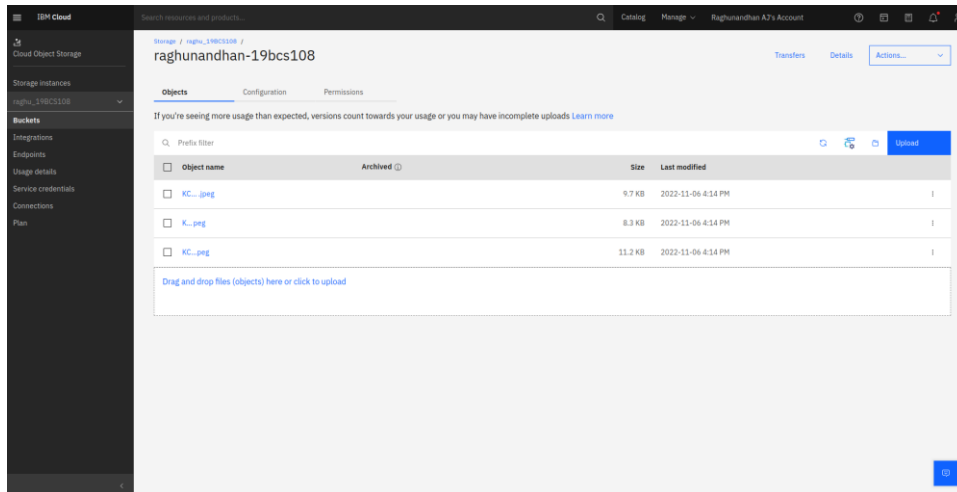 IBM Cloud
Search resources and products...
Catalog
Manage
Raghunandhan AJ's Account
Cloud Object Storage
Storage instances
raghu_19BCS108
Buckets
Integrations
Endpoints
Usage details
Service credentials
Connections
Plan
Storage / raghu_19BCS108 /
raghunandhan-19bcs108
Transfers
Details
Actions...
Objects
Configuration
Permissions
If you're seeing more usage than expected, versions count towards your usage or you may have incomplete uploads Learn more
Prefix filter
Upload
Object name Archived Size Last modified
KC... .jpeg 9.7 KB 2022-11-06 4:14 PM
K...peg 8.3 KB 2022-11-06 4:14 PM
KC...peg 11.2 KB 2022-11-06 4:14 PM
Drag and drop files (objects) here or click to upload